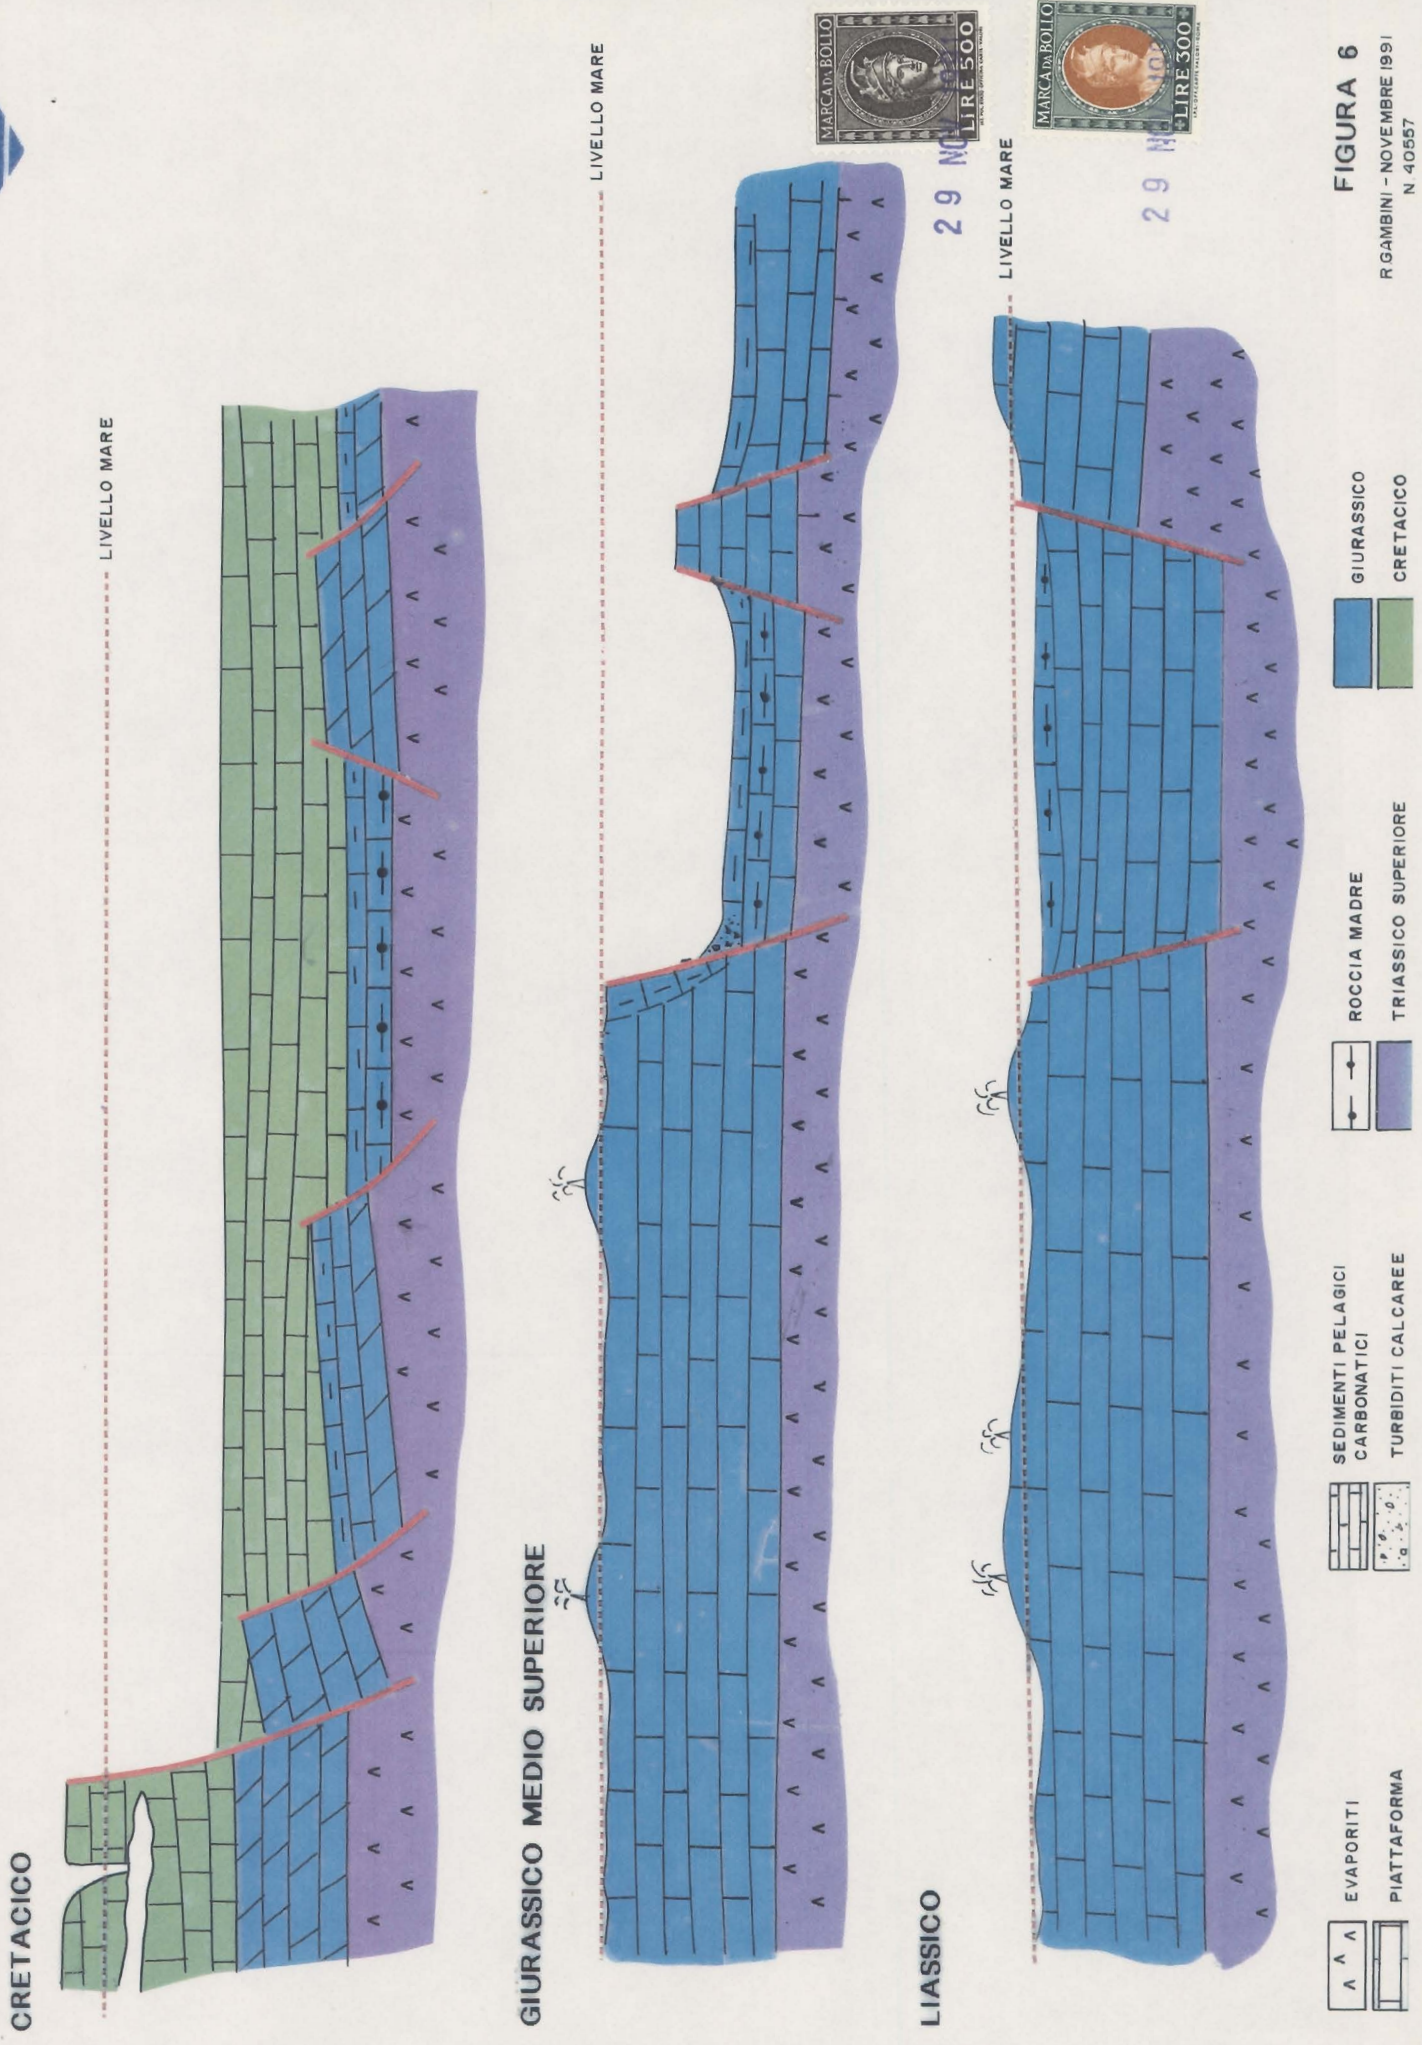 CRETACICO
LIVELLO MARE
GIURASSICO MEDIO SUPERIORE
LIVELLO MARE
MARCA DA BOLLO
LIRE 500
29 NOV
LIASSICO
LIVELLO MARE
MARCA DA BOLLO
LIRE 300
29 NOV
EVAPORITI
PIATTAFORMA
SEDIMENTI PELAGICI
CARBONATICI
TURBIDITI CALCAREE
ROCCIA MADRE
TRIASSICO SUPERIORE
GIURASSICO
CRETACICO
FIGURA 6
R.GAMBINI - NOVEMBRE 1991
N. 40557